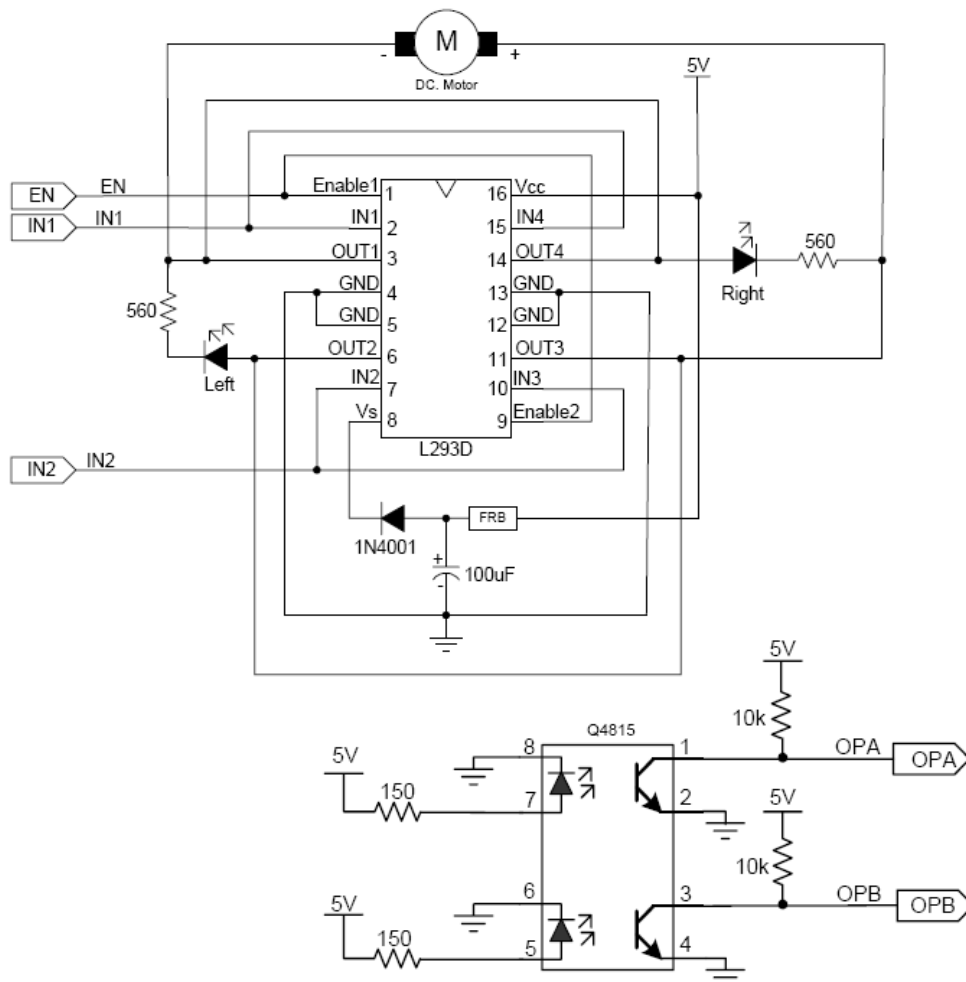 M
- +
DC. Motor
5V
EN EN Enable1 1 16 Vcc
IN1 IN1 IN1 2 15 IN4
OUT1 3 14 OUT4 560
GND 4 13 GND Right
560 GND 5 12 GND
OUT2 6 11 OUT3
Left IN2 7 10 IN3
Vs 8 9 Enable2
L293D
IN2 IN2
FRB
1N4001
+ 100uF
-
5V
10k
Q4815
5V 8 1 OPA OPA
150 7 2 5V
10k
5V 6 3 OPB OPB
150 5 4